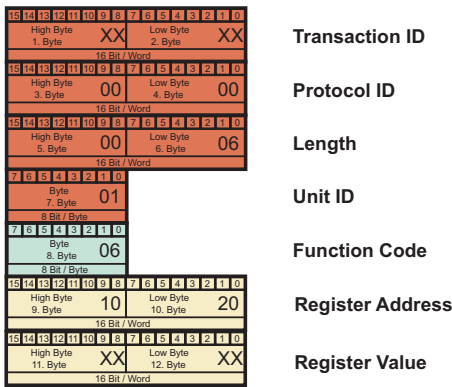 15 14 13 12 11 10 9 8 7 6 5 4 3 2 1 0
High Byte XX Low Byte XX Transaction ID
1. Byte 2. Byte
16 Bit / Word
15 14 13 12 11 10 9 8 7 6 5 4 3 2 1 0
High Byte 00 Low Byte 00 Protocol ID
3. Byte 4. Byte
16 Bit / Word
15 14 13 12 11 10 9 8 7 6 5 4 3 2 1 0
High Byte 00 Low Byte 06 Length
5. Byte 6. Byte
16 Bit / Word
7 6 5 4 3 2 1 0
Byte 01 Unit ID
7. Byte
8 Bit / Byte
7 6 5 4 3 2 1 0
Byte 06 Function Code
8. Byte
8 Bit / Byte
15 14 13 12 11 10 9 8 7 6 5 4 3 2 1 0
High Byte 10 Low Byte 20 Register Address
9. Byte 10. Byte
16 Bit / Word
15 14 13 12 11 10 9 8 7 6 5 4 3 2 1 0
High Byte XX Low Byte XX Register Value
11. Byte 12. Byte
16 Bit / Word